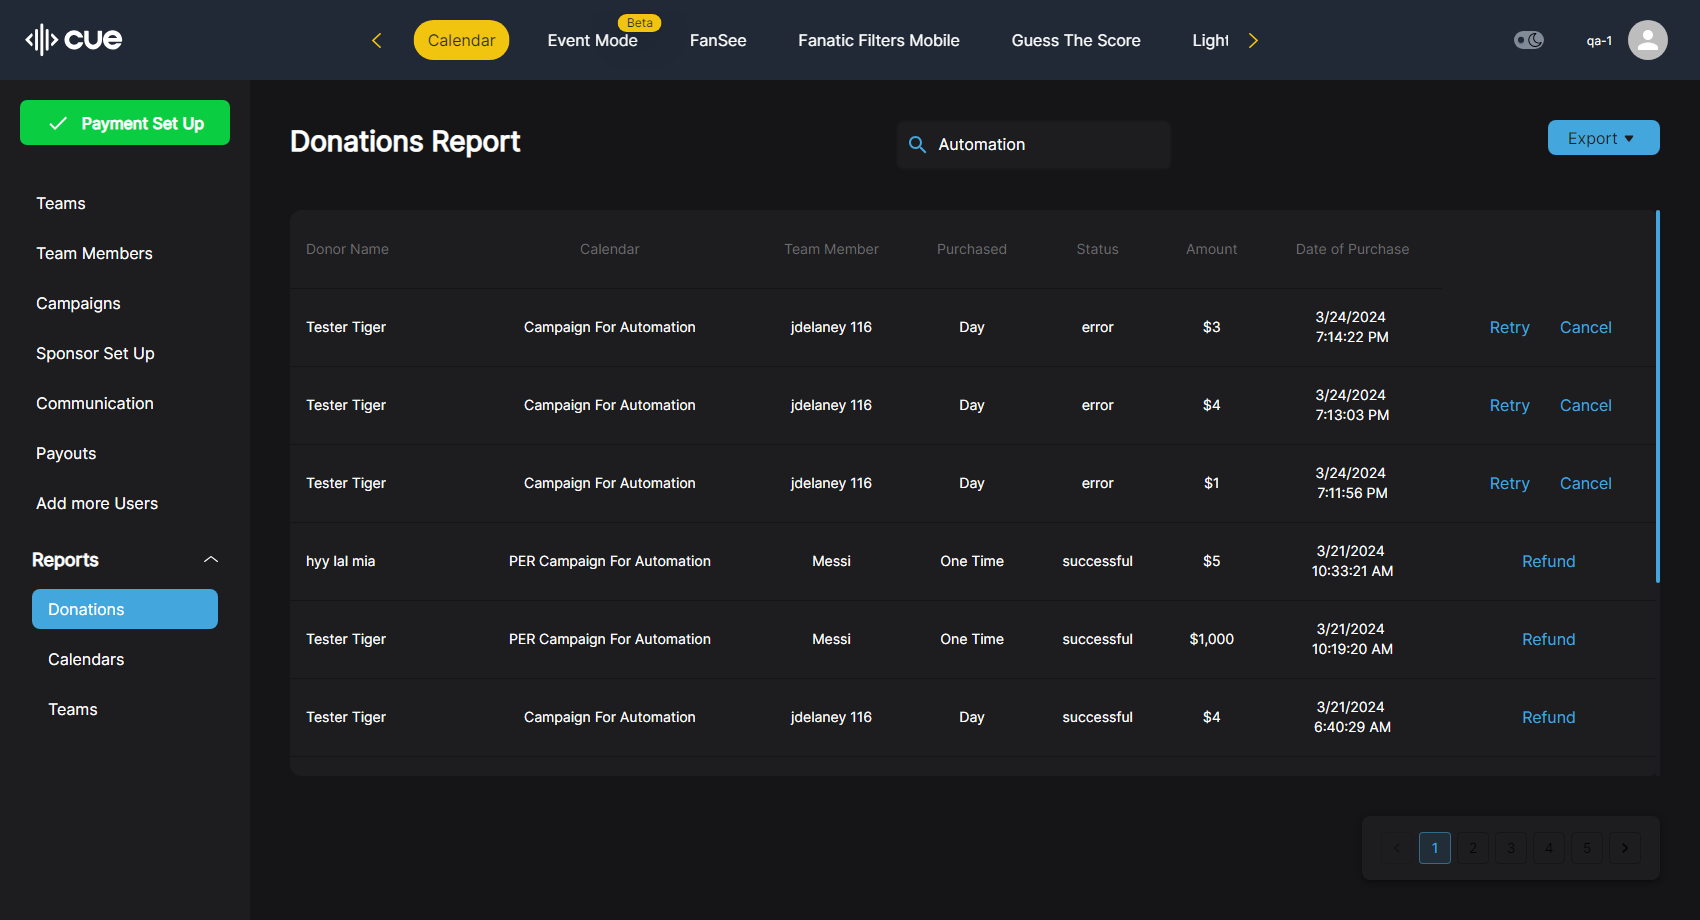 cue
Calendar
Event Mode
Beta
FanSee
Fanatic Filters Mobile
Guess The Score
Light
qa-1
Payment Set Up
Teams
Team Members
Campaigns
Sponsor Set Up
Communication
Payouts
Add more Users
Reports
Donations
Calendars
Teams
Donations Report
Automation
Export
Donor Name Calendar Team Member Purchased Status Amount Date of Purchase
Tester Tiger Campaign For Automation jdelaney 116 Day error $3 3/24/2024
7:14:22 PM Retry Cancel
Tester Tiger Campaign For Automation jdelaney 116 Day error $4 3/24/2024
7:13:03 PM Retry Cancel
Tester Tiger Campaign For Automation jdelaney 116 Day error $1 3/24/2024
7:11:56 PM Retry Cancel
hyy lal mia PER Campaign For Automation Messi One Time successful $5 3/21/2024
10:33:21 AM Refund
Tester Tiger PER Campaign For Automation Messi One Time successful $1,000 3/21/2024
10:19:20 AM Refund
Tester Tiger Campaign For Automation jdelaney 116 Day successful $4 3/21/2024
6:40:29 AM Refund
< 1 2 3 4 5 >